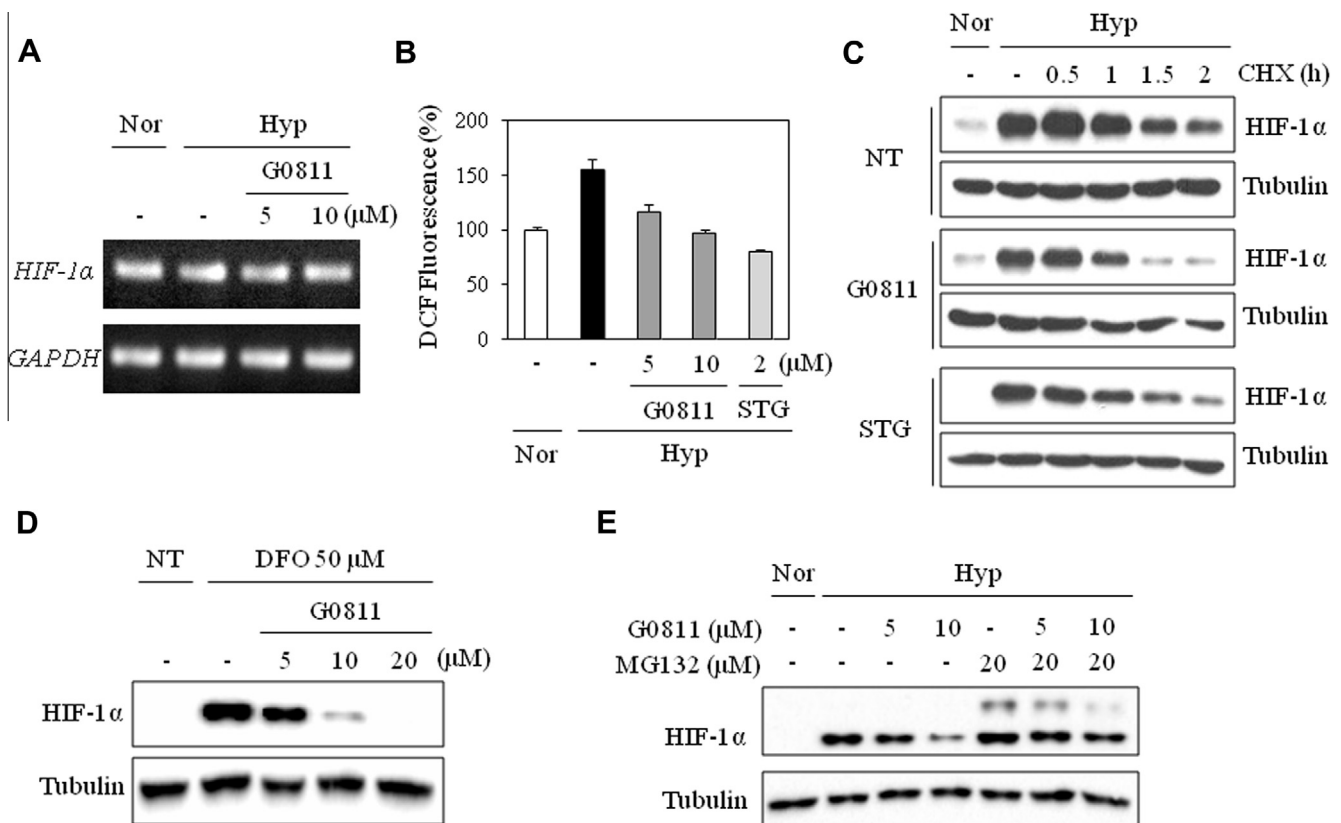 A
Nor Hyp
G0811
- - 5 10 (μM)
HIF-1α
GAPDH
B
DCF Fluorescence (%)
200
150
100
50
0
- - 5 10 2 (μM)
G0811 STG
Nor Hyp
C
Nor Hyp
- - 0.5 1 1.5 2 CHX (h)
NT
HIF-1α
Tubulin
G0811
HIF-1α
Tubulin
STG
HIF-1α
Tubulin
D
NT DFO 50 μM
G0811
- - 5 10 20 (μM)
HIF-1α
Tubulin
E
Nor Hyp
G0811 (μM) - - 5 10 - 5 10
MG132 (μM) - - - - 20 20 20
HIF-1α
Tubulin